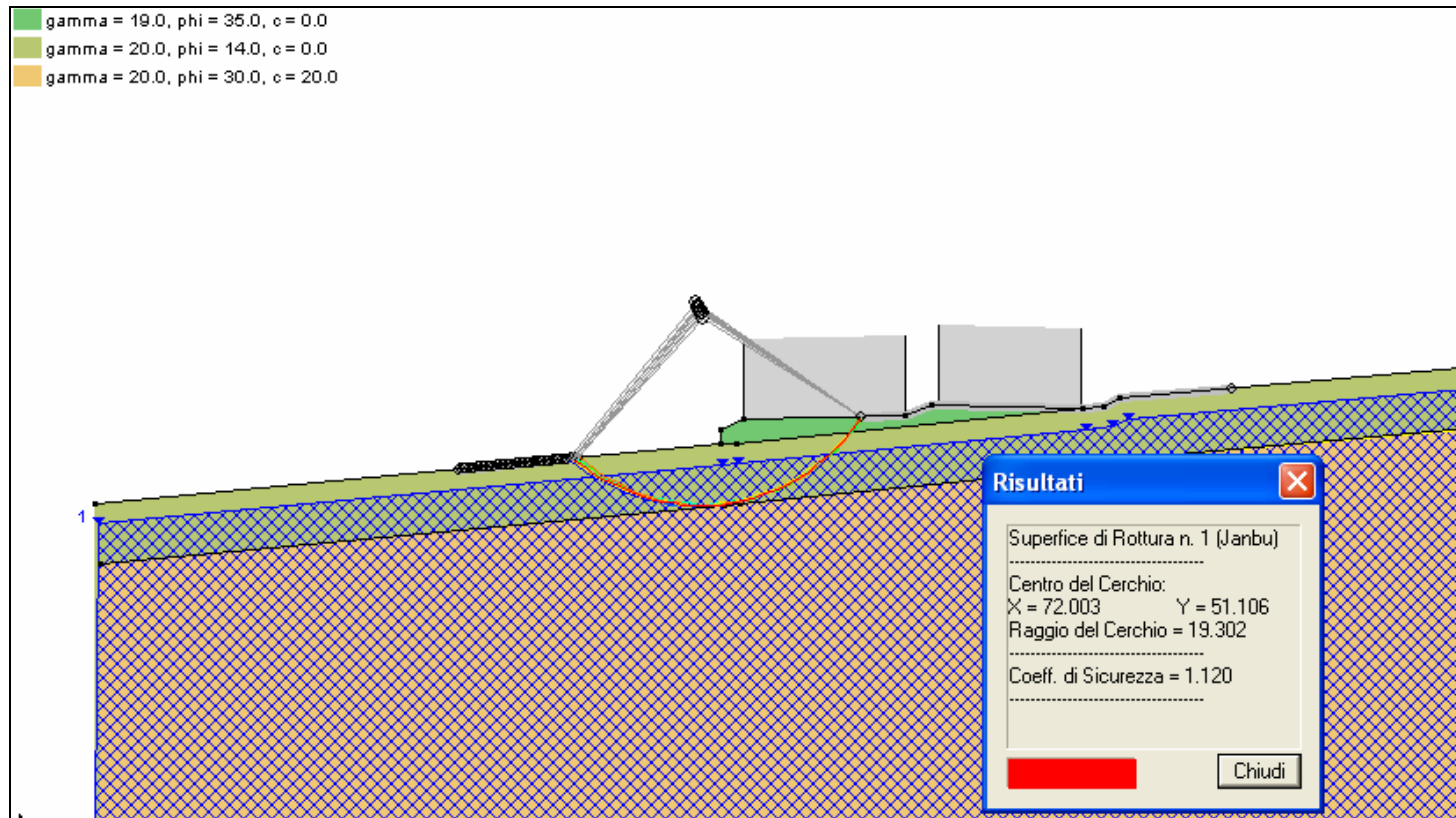 gamma = 19.0, phi = 35.0, c = 0.0
gamma = 20.0, phi = 14.0, c = 0.0
gamma = 20.0, phi = 30.0, c = 20.0
1
Risultati
Superfice di Rottura n. 1 (Janbu)
--------------------------------
Centro del Cerchio:
X = 72.003 Y = 51.106
Raggio del Cerchio = 19.302
--------------------------------
Coeff. di Sicurezza = 1.120
--------------------------------
Chiudi